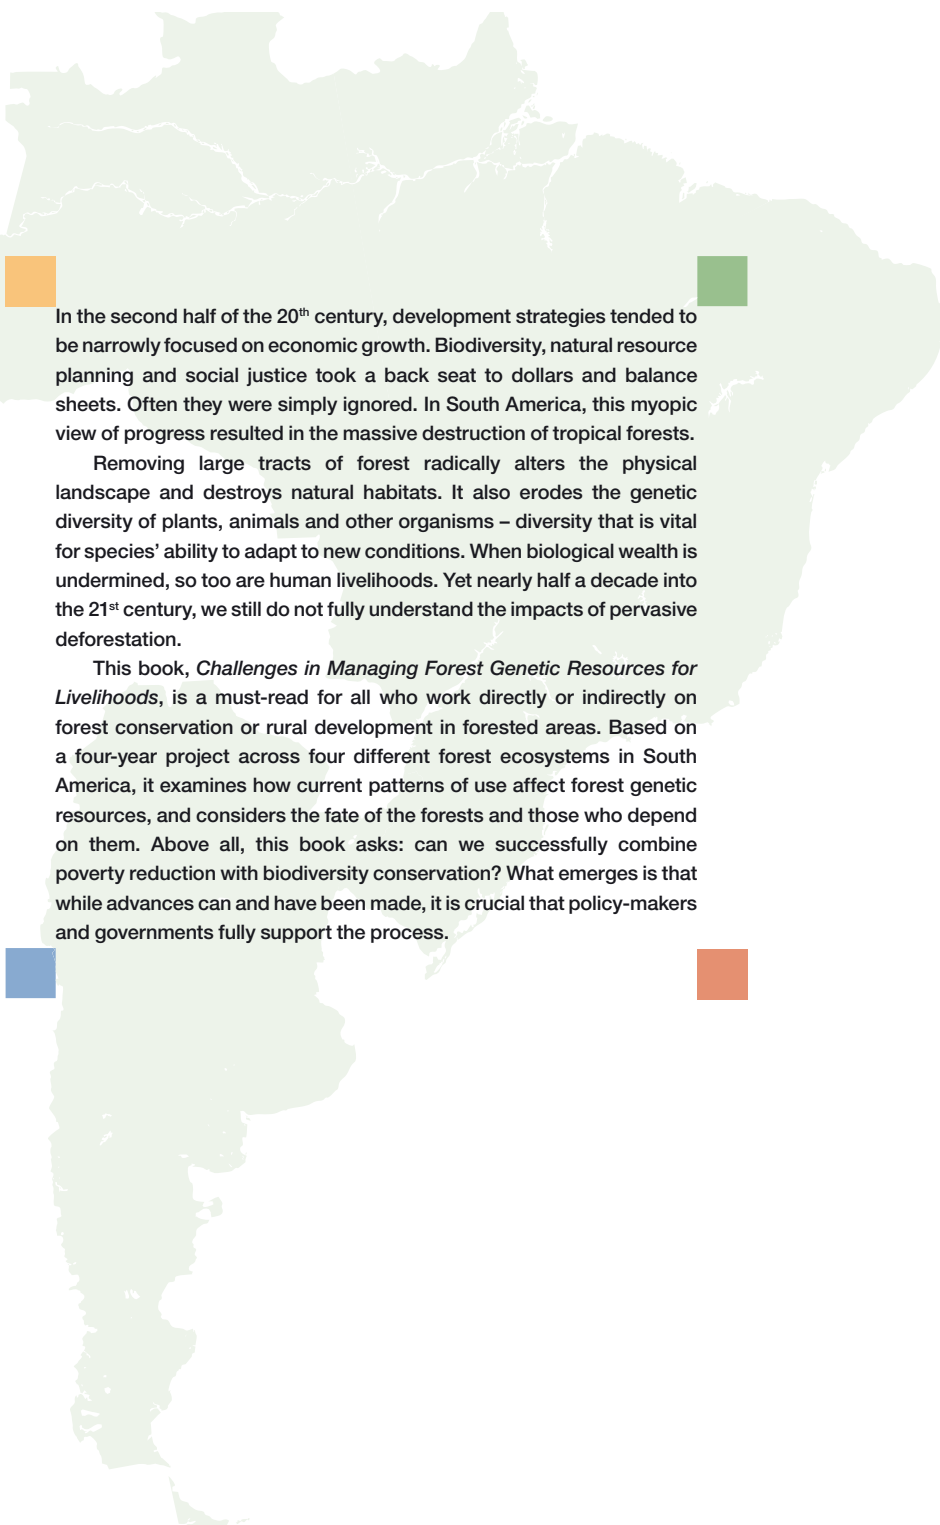 In the second half of the 20th century, development strategies tended to
be narrowly focused on economic growth. Biodiversity, natural resource
planning and social justice took a back seat to dollars and balance
sheets. Often they were simply ignored. In South America, this myopic
view of progress resulted in the massive destruction of tropical forests.
Removing large tracts of forest radically alters the physical
landscape and destroys natural habitats. It also erodes the genetic
diversity of plants, animals and other organisms – diversity that is vital
for species’ ability to adapt to new conditions. When biological wealth is
undermined, so too are human livelihoods. Yet nearly half a decade into
the 21st century, we still do not fully understand the impacts of pervasive
deforestation.
This book, Challenges in Managing Forest Genetic Resources for
Livelihoods, is a must-read for all who work directly or indirectly on
forest conservation or rural development in forested areas. Based on
a four-year project across four different forest ecosystems in South
America, it examines how current patterns of use affect forest genetic
resources, and considers the fate of the forests and those who depend
on them. Above all, this book asks: can we successfully combine
poverty reduction with biodiversity conservation? What emerges is that
while advances can and have been made, it is crucial that policy-makers
and governments fully support the process.